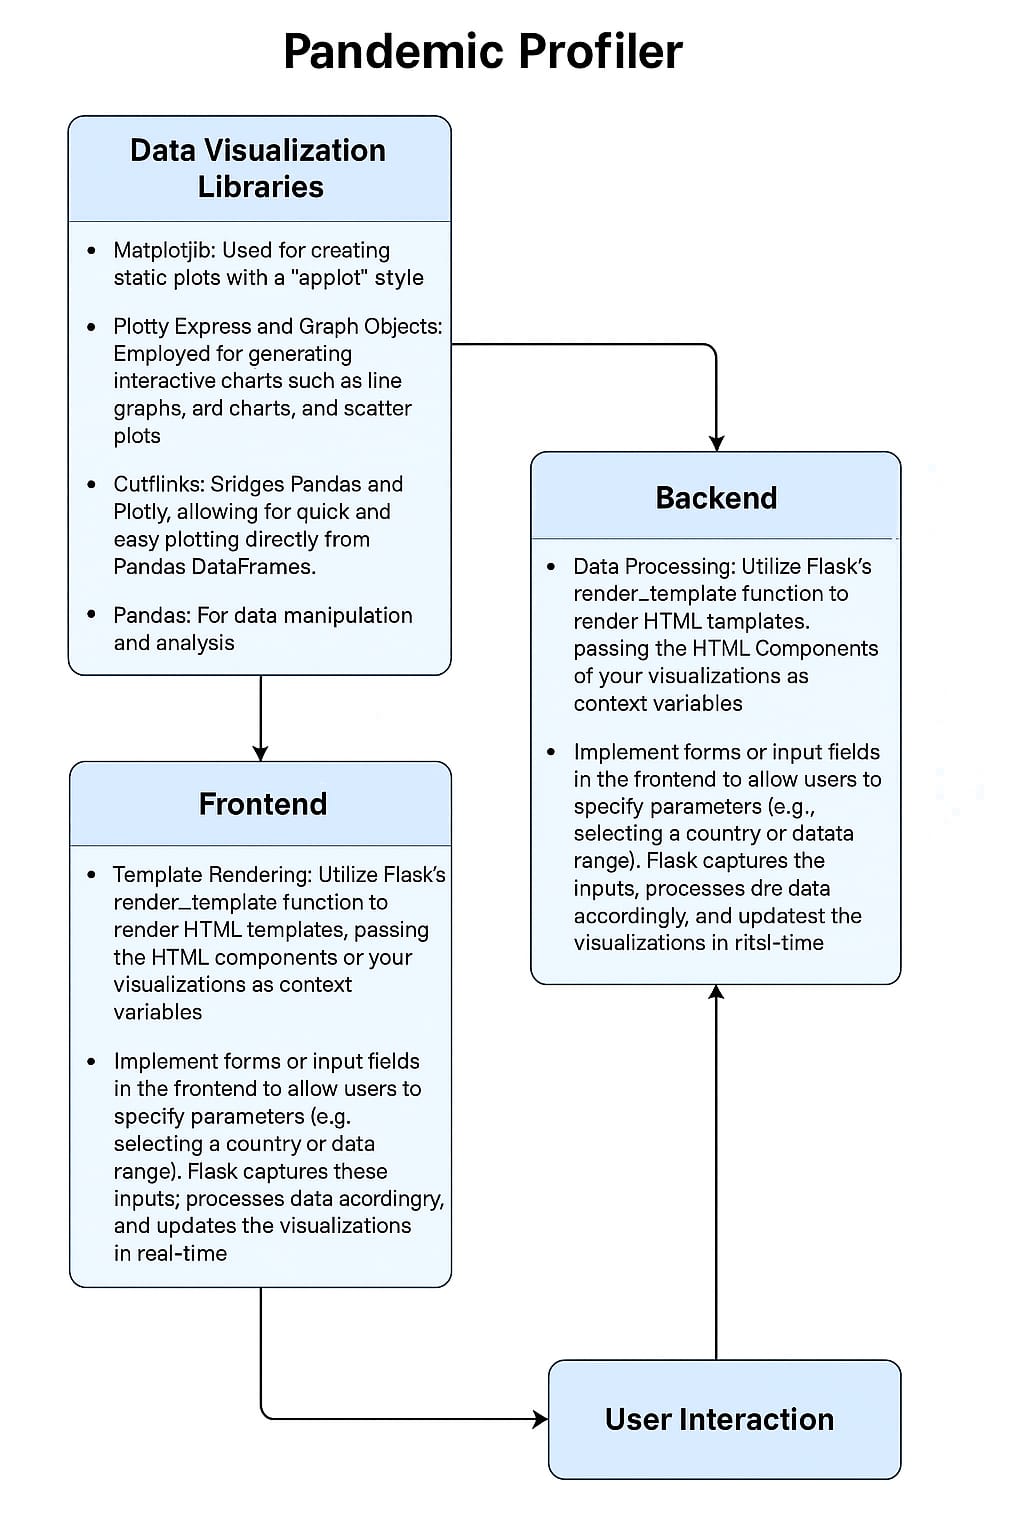 Pandemic Profiler
Data Visualization
Libraries
• Matplotjib: Used for creating
static plots with a "applot" style
• Plotty Express and Graph Objects:
Employed for generating
interactive charts such as line
graphs, ard charts, and scatter
plots
• Cutflinks: Sridges Pandas and
Plotly, allowing for quick and
easy plotting directly from
Pandas DataFrames.
• Pandas: For data manipulation
and analysis
Frontend
• Template Rendering: Utilize Flask’s
render_template function to
render HTML templates, passing
the HTML components or your
visualizations as context
variables
• Implement forms or input fields
in the frontend to allow users to
specify parameters (e.g.
selecting a country or data
range). Flask captures these
inputs; processes data acordingry,
and updates the visualizations
in real-time
Backend
• Data Processing: Utilize Flask’s
render_template function to
render HTML tamplates.
passing the HTML Components
of your visualizations as
context variables
• Implement forms or input fields
in the frontend to allow users to
specify parameters (e.g.,
selecting a country or datata
range). Flask captures the
inputs, processes dre data
accordingly, and updatest the
visualizations in ritsl-time
User Interaction